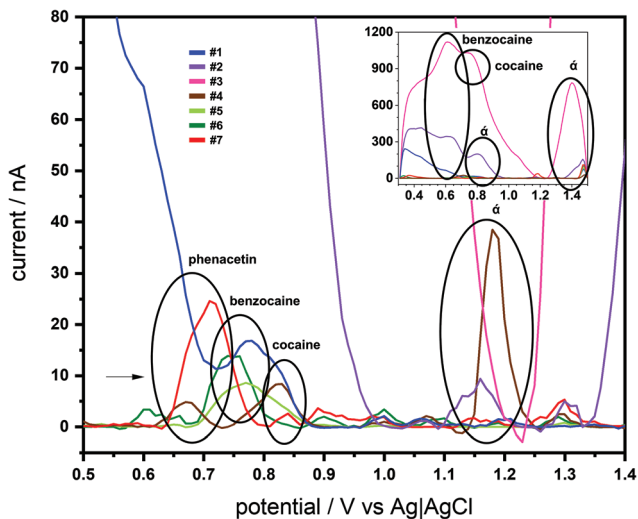 80
70
60
50
40
30
20
10
0
current / nA
0.5 0.6 0.7 0.8 0.9 1.0 1.1 1.2 1.3 1.4
potential / V vs Ag|AgCl
#1
#2
#3
#4
#5
#6
#7
phenacetin
benzocaine
cocaine
ά
1200
900
600
300
0
0.4 0.6 0.8 1.0 1.2 1.4
benzocaine
cocaine
ά
ά